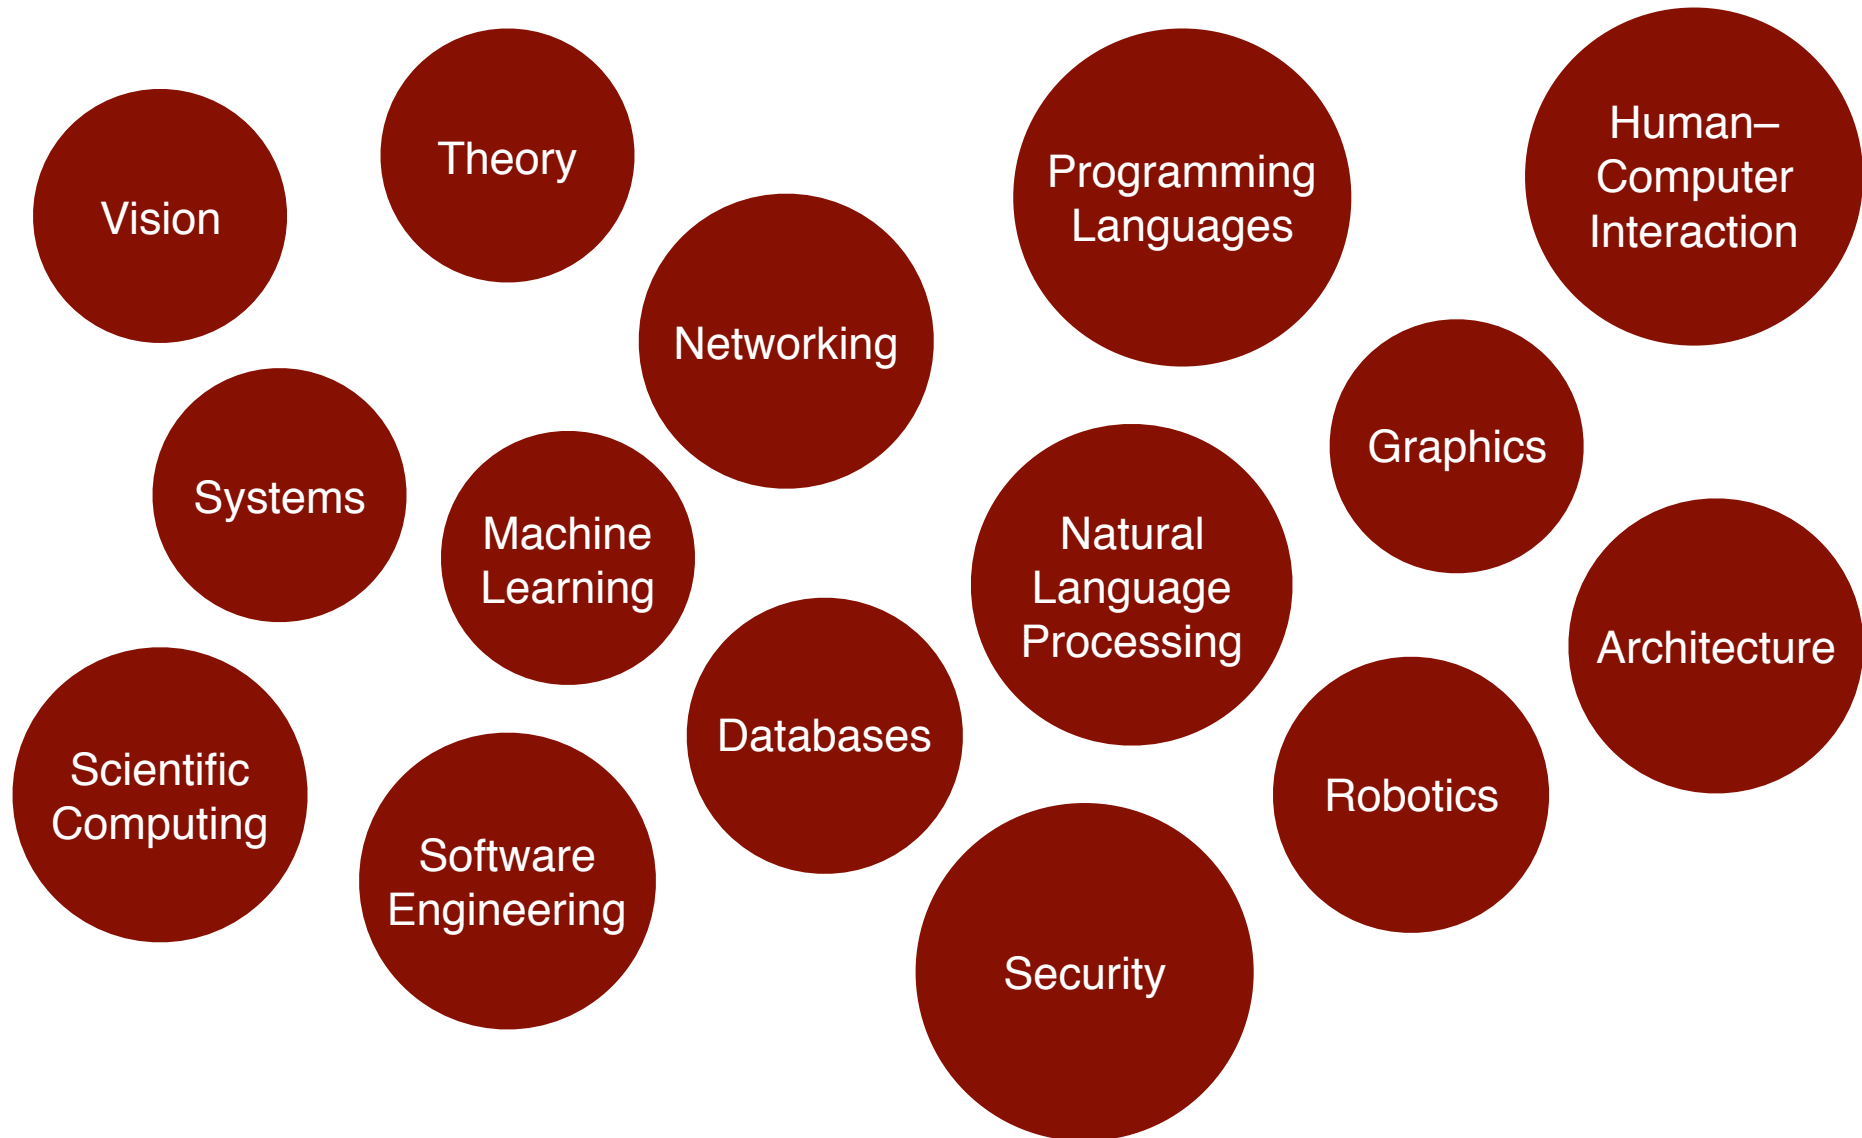 Vision
Theory
Networking
Programming
Languages
Human–
Computer
Interaction
Systems
Machine
Learning
Natural
Language
Processing
Graphics
Architecture
Scientific
Computing
Software
Engineering
Databases
Security
Robotics